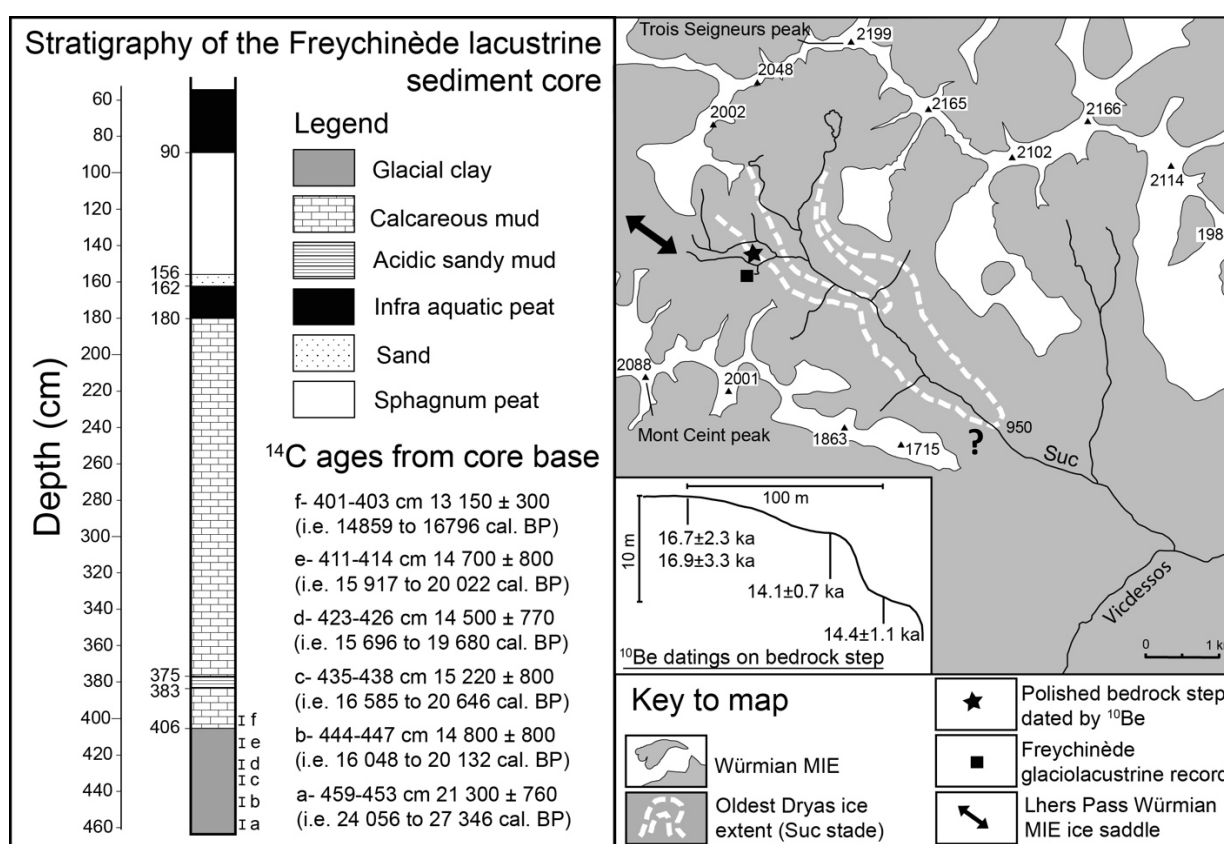 Stratigraphy of the Freychinède lacustrine
sediment core
Depth (cm)
60
80
100
120
140
160
180
200
220
240
260
280
300
320
340
360
380
400
420
440
460
90
156
162
180
375
383
406
f
e
d
c
b
a
Legend
Glacial clay
Calcareous mud
Acidic sandy mud
Infra aquatic peat
Sand
Sphagnum peat
14C ages from core base
f- 401-403 cm 13 150 ± 300
(i.e. 14859 to 16796 cal. BP)
e- 411-414 cm 14 700 ± 800
(i.e. 15 917 to 20 022 cal. BP)
d- 423-426 cm 14 500 ± 770
(i.e. 15 696 to 19 680 cal. BP)
c- 435-438 cm 15 220 ± 800
(i.e. 16 585 to 20 646 cal. BP)
b- 444-447 cm 14 800 ± 800
(i.e. 16 048 to 20 132 cal. BP)
a- 459-453 cm 21 300 ± 760
(i.e. 24 056 to 27 346 cal. BP)
Trois Seigneurs peak
2199
2048
2002
2165
2166
2102
2114
198
2088
2001
Mont Ceint peak
1863
1715
950
?
Suc
Vicdessos
0 1 k
100 m
10 m
16.7±2.3 ka
16.9±3.3 ka
14.1±0.7 ka
14.4±1.1 ka
10Be datings on bedrock step
Key to map
Würmian MIE
Oldest Dryas ice
extent (Suc stade)
Polished bedrock step
dated by 10Be
Freychinède
glaciolacustrine record
Lhers Pass Würmian
MIE ice saddle